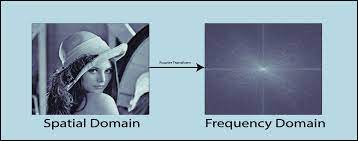 Fourier Transform
Spatial Domain
Frequency Domain